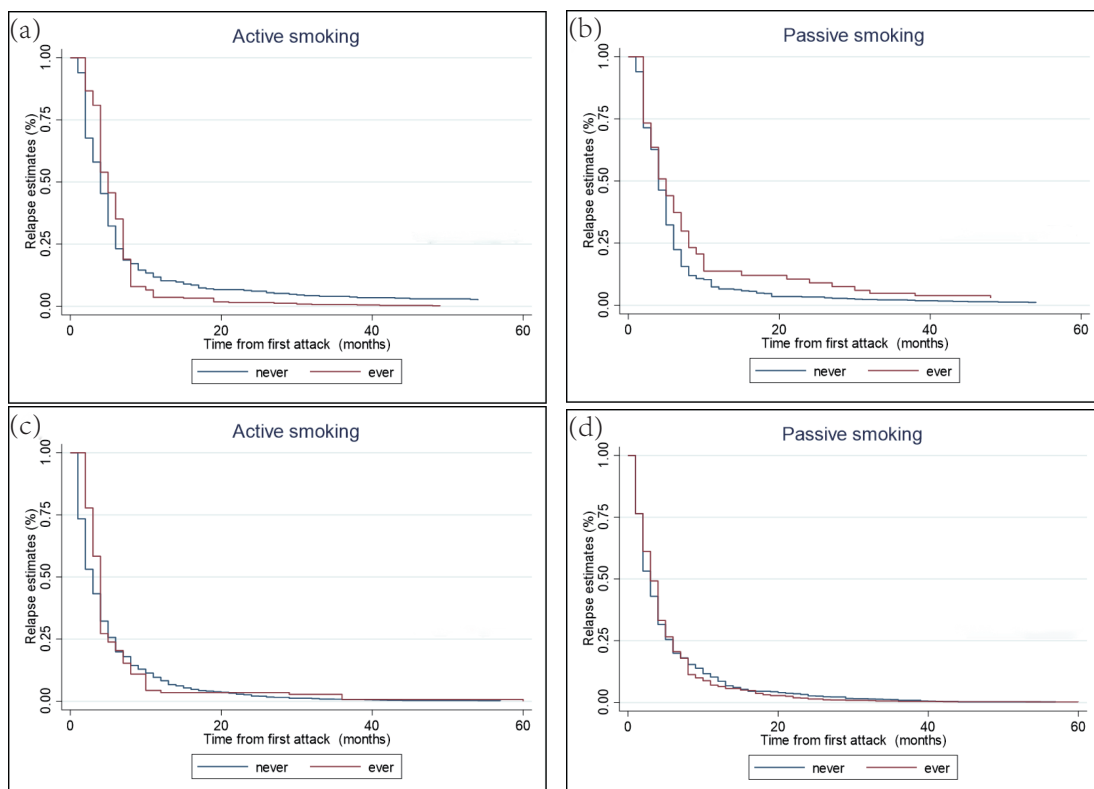 (a)
Active smoking
Relapse estimates (%)
1.00
0.75
0.50
0.25
0.00
0 20 40 60
Time from first attack (months)
never ever
(b)
Passive smoking
Relapse estimates (%)
1.00
0.75
0.50
0.25
0.00
0 20 40 60
Time from first attack (months)
never ever
(c)
Active smoking
Relapse estimates (%)
1.00
0.75
0.50
0.25
0.00
0 20 40 60
Time from first attack (months)
never ever
(d)
Passive smoking
Relapse estimates (%)
1.00
0.75
0.50
0.25
0.00
0 20 40 60
Time from first attack (months)
never ever